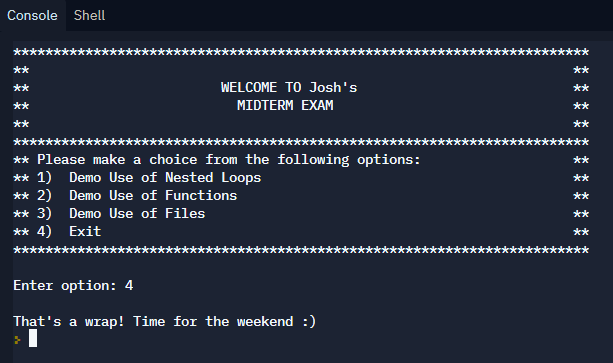 Console Shell
************************************************************************
** **
** WELCOME TO Josh's **
** MIDTERM EXAM **
** **
************************************************************************
** Please make a choice from the following options: **
** 1) Demo Use of Nested Loops **
** 2) Demo Use of Functions **
** 3) Demo Use of Files **
** 4) Exit **
************************************************************************
Enter option: 4
That's a wrap! Time for the weekend :)
>